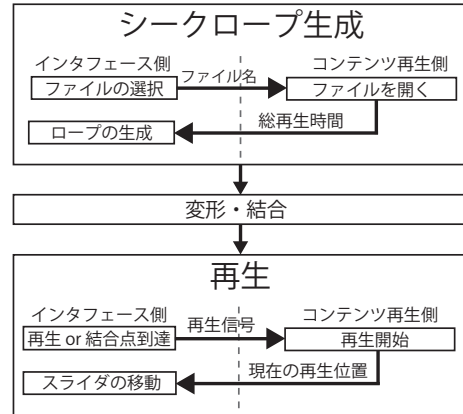 シークロープ生成
インタフェース側
コンテンツ再生側
ファイルの選択
ファイル名
ファイルを開く
総再生時間
ロープの生成
変形・結合
再生
インタフェース側
コンテンツ再生側
再生 or 結合点到達
再生信号
再生開始
現在の再生位置
スライダの移動